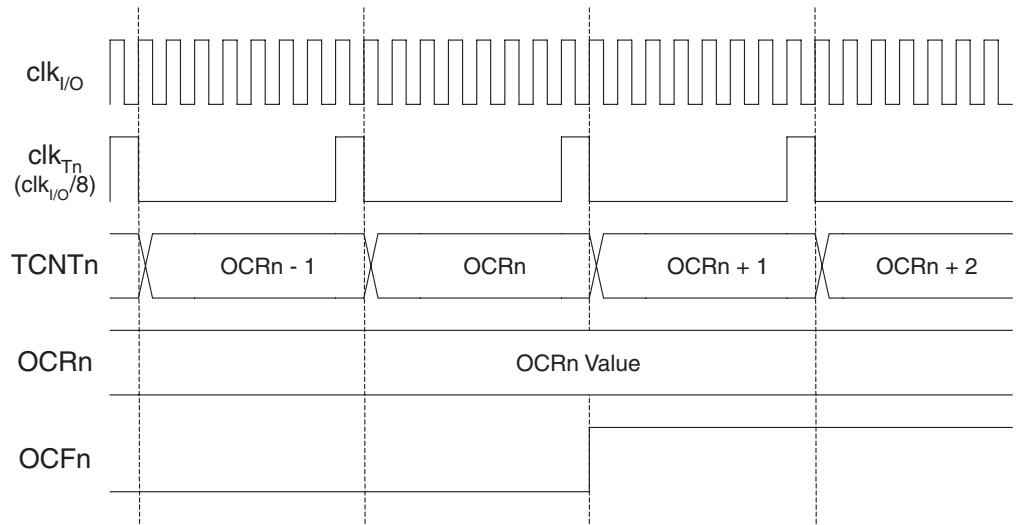 clkI/O
clkTn
(clkI/O/8)
TCNTn
OCRn - 1
OCRn
OCRn + 1
OCRn + 2
OCRn
OCRn Value
OCFn